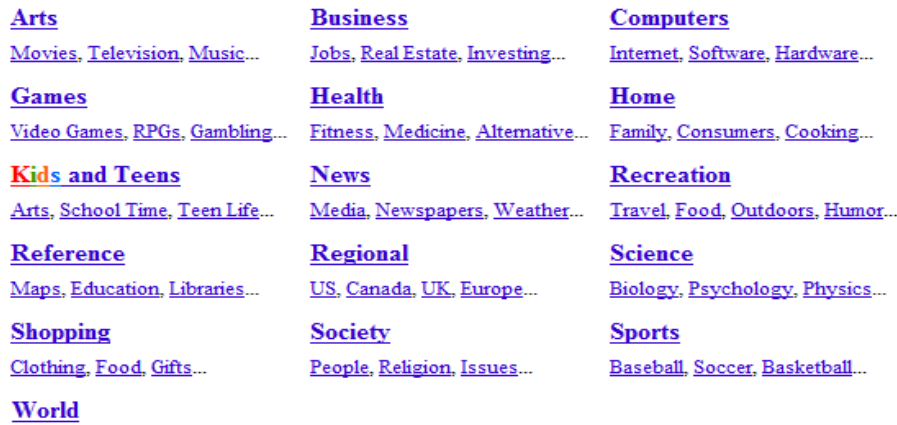 Arts
Movies, Television, Music...
Business
Jobs, Real Estate, Investing...
Computers
Internet, Software, Hardware...
Games
Video Games, RPGs, Gambling...
Health
Fitness, Medicine, Alternative...
Home
Family, Consumers, Cooking...
Kids and Teens
Arts, School Time, Teen Life...
News
Media, Newspapers, Weather...
Recreation
Travel, Food, Outdoors, Humor...
Reference
Maps, Education, Libraries...
Regional
US, Canada, UK, Europe...
Science
Biology, Psychology, Physics...
Shopping
Clothing, Food, Gifts...
Society
People, Religion, Issues...
Sports
Baseball, Soccer, Basketball...
World